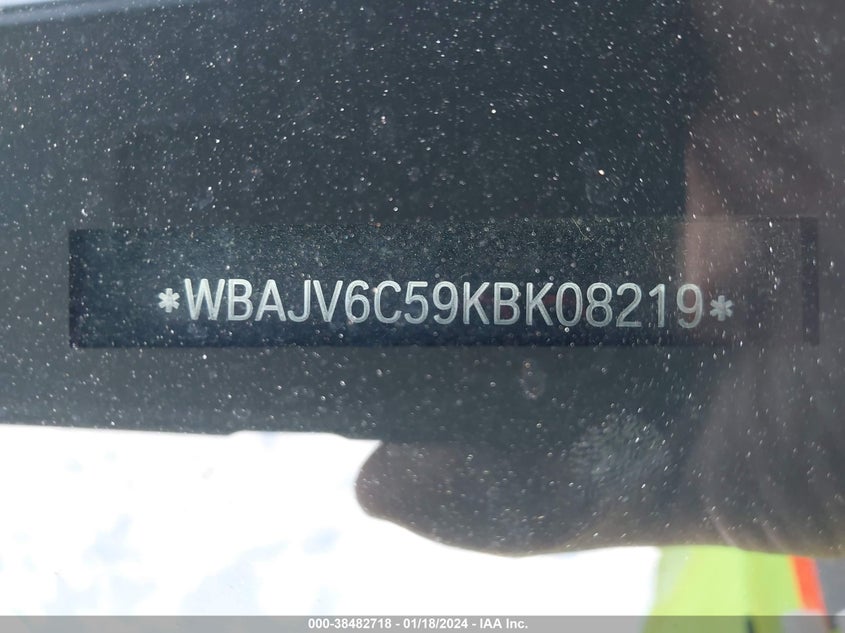 *WBAJV6C59KBK08219*
000-38482718 - 01/18/2024 - IAA Inc.